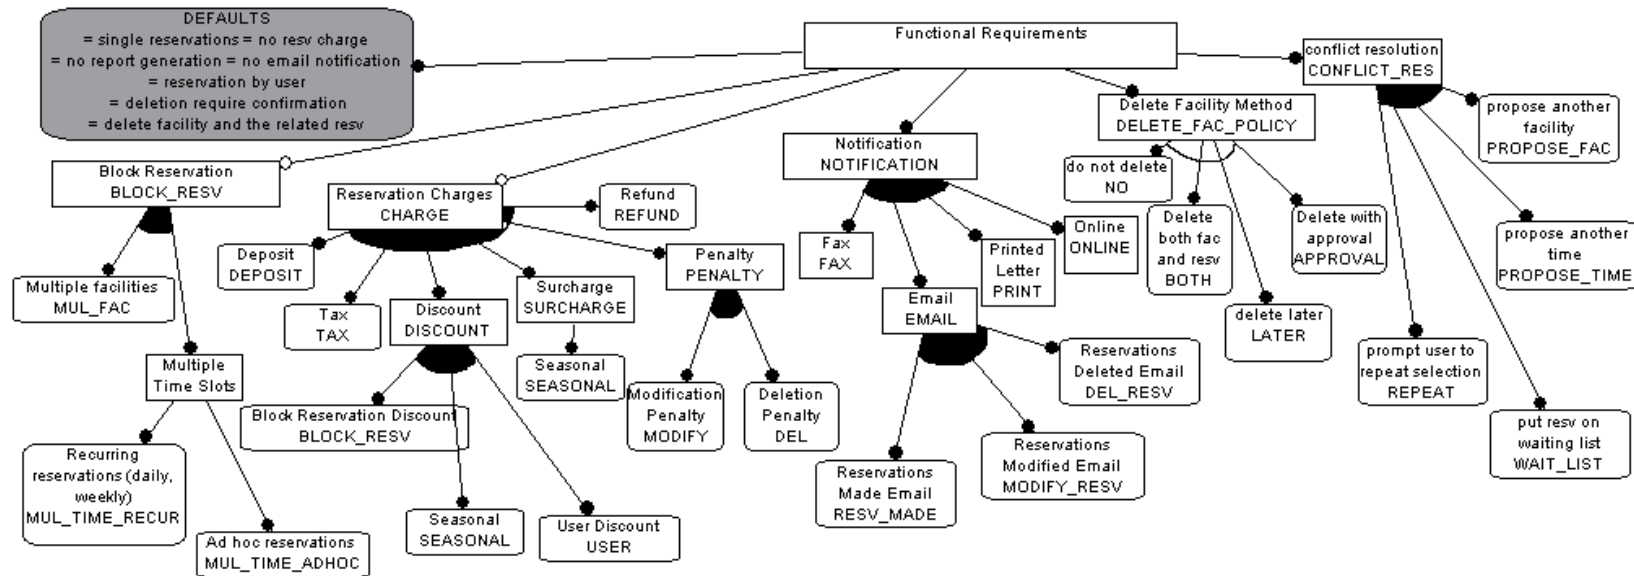 DEFAULTS
= single reservations = no resv charge
= no report generation = no email notification
= reservation by user
= deletion require confirmation
= delete facility and the related resv
Functional Requirements
conflict resolution
CONFLICT_RES
Block Reservation
BLOCK_RESV
Reservation Charges
CHARGE
Notification
NOTIFICATION
Delete Facility Method
DELETE_FAC_POLICY
propose another
facility
PROPOSE_FAC
Multiple facilities
MUL_FAC
Multiple
Time Slots
Recurring
reservations (daily,
weekly)
MUL_TIME_RECUR
Ad hoc reservations
MUL_TIME_ADHOC
Deposit
DEPOSIT
Tax
TAX
Discount
DISCOUNT
Surcharge
SURCHARGE
Refund
REFUND
Penalty
PENALTY
Seasonal
SEASONAL
Block Reservation Discount
BLOCK_RESV
Seasonal
SEASONAL
User Discount
USER
Modification
Penalty
MODIFY
Deletion
Penalty
DEL
Fax
FAX
Email
EMAIL
Printed
Letter
PRINT
Online
ONLINE
Reservations
Made Email
RESV_MADE
Reservations
Modified Email
MODIFY_RESV
Reservations
Deleted Email
DEL_RESV
do not delete
NO
Delete
both fac
and resv
BOTH
delete later
LATER
Delete with
approval
APPROVAL
propose another
time
PROPOSE_TIME
prompt user to
repeat selection
REPEAT
put resv on
waiting list
WAIT_LIST